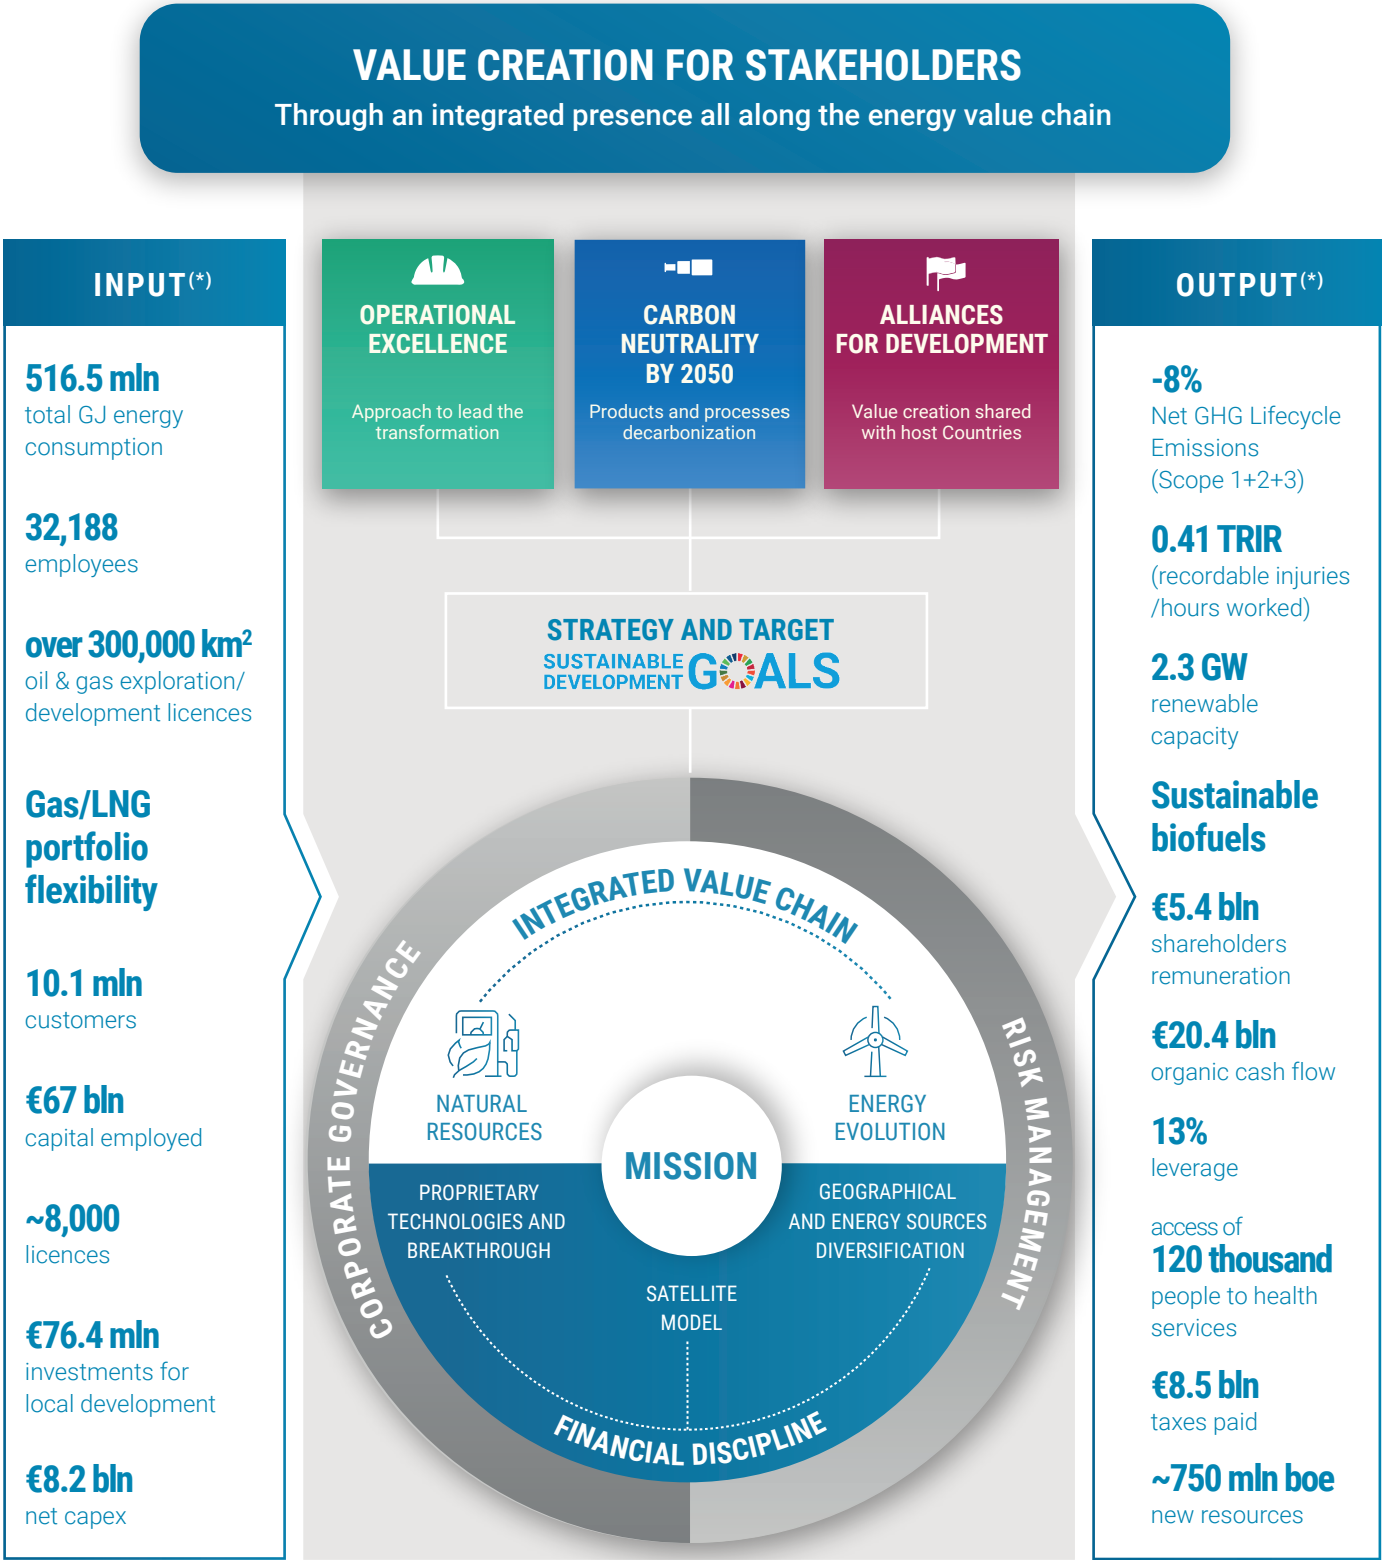 VALUE CREATION FOR STAKEHOLDERS
Through an integrated presence all along the energy value chain
INPUT(*)
516.5 mln
total GJ energy
consumption
32,188
employees
over 300,000 km²
oil & gas exploration/
development licences
Gas/LNG
portfolio
flexibility
10.1 mln
customers
€67 bln
capital employed
~8,000
licences
€76.4 mln
investments for
local development
€8.2 bln
net capex
OPERATIONAL
EXCELLENCE
Approach to lead the
transformation
CARBON
NEUTRALITY
BY 2050
Products and processes
decarbonization
ALLIANCES
FOR DEVELOPMENT
Value creation shared
with host Countries
STRATEGY AND TARGET
SUSTAINABLE
DEVELOPMENT GOALS
CORPORATE GOVERNANCE
RISK MANAGEMENT
INTEGRATED VALUE CHAIN
NATURAL
RESOURCES
ENERGY
EVOLUTION
MISSION
PROPRIETARY
TECHNOLOGIES AND
BREAKTHROUGH
SATELLITE
MODEL
GEOGRAPHICAL
AND ENERGY SOURCES
DIVERSIFICATION
FINANCIAL DISCIPLINE
OUTPUT(*)
-8%
Net GHG Lifecycle
Emissions
(Scope 1+2+3)
0.41 TRIR
(recordable injuries
/hours worked)
2.3 GW
renewable
capacity
Sustainable
biofuels
€5.4 bln
shareholders
remuneration
€20.4 bln
organic cash flow
13%
leverage
access of
120 thousand
people to health
services
€8.5 bln
taxes paid
~750 mln boe
new resources